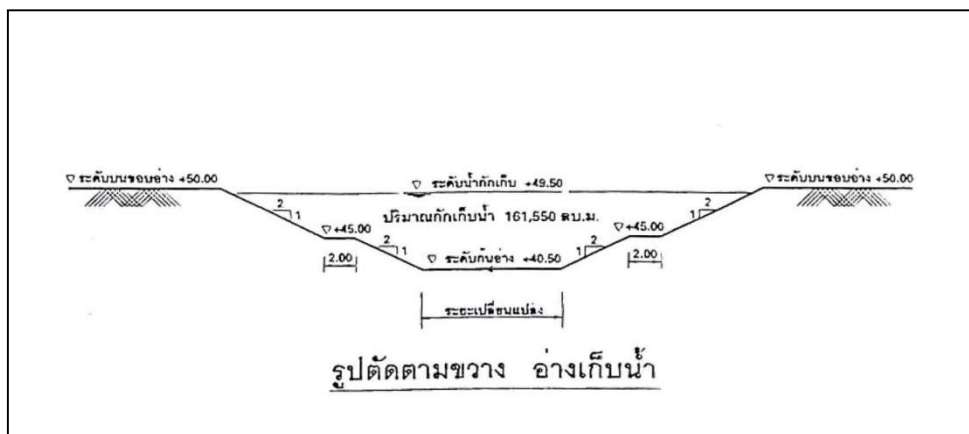 ▽ ระดับบนขอบอ่าง +50.00
▽ ระดับน้ำกักเก็บ +49.50
▽ ระดับบนขอบอ่าง +50.00
2
1
ปริมาณกักเก็บน้ำ 161,550 ลบ.ม.
2
1
▽+45.00
2
1
▽+45.00
2
1
2.00
▽ ระดับก้นอ่าง +40.50
2.00
ระยะเปลี่ยนแปลง
รูปตัดตามขวาง อ่างเก็บน้ำ